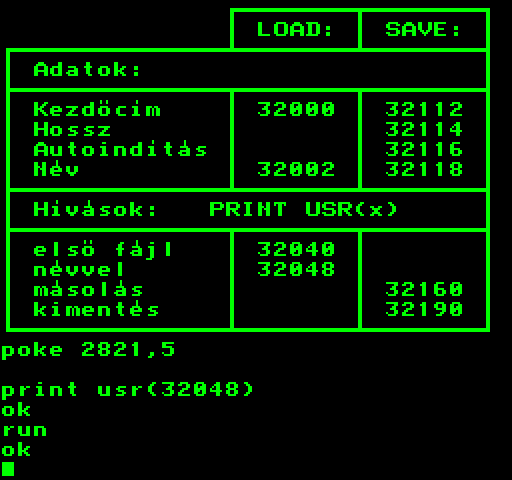 LOAD: SAVE:
Adatok:
Kezdöcim 32000 32112
Hossz 32114
Autoinditás 32116
Név 32002 32118
Hivások: PRINT USR(x)
elsö fájl 32040
névvel 32048
másolás 32160
kimentés 32190
poke 2821,5
print usr(32048)
ok
run
ok